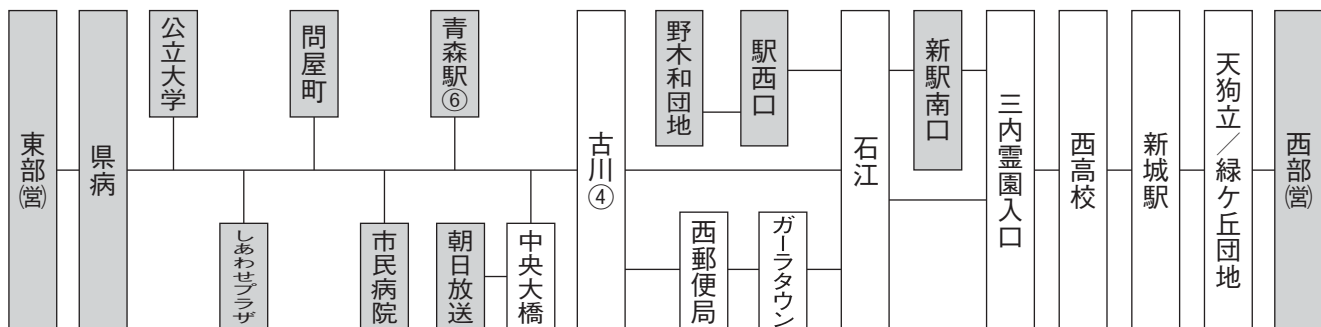 東部㈺
県病
公立大学
しあわせプラザ
問屋町
市民病院
青森駅⑥
朝日放送
中央大橋
古川④
野木和団地
駅西口
西郵便局
ガーラタウン
石江
新駅南口
三内霊園入口
西高校
新城駅
天狗立／緑ケ丘団地
西部㈺